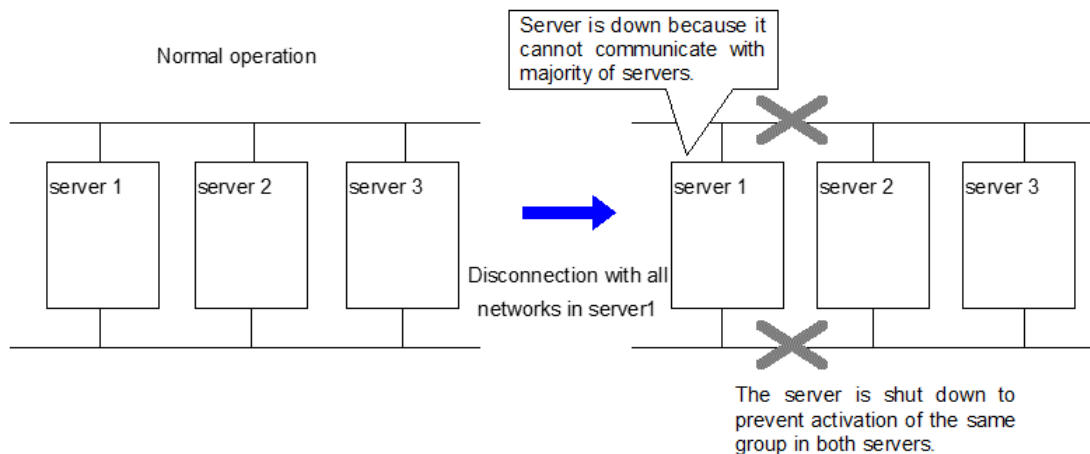 Normal operation
Server is down because it
cannot communicate with
majority of servers.
server 1
server 2
server 3
server 1
server 2
server 3
Disconnection with all
networks in server1
The server is shut down to
prevent activation of the same
group in both servers.